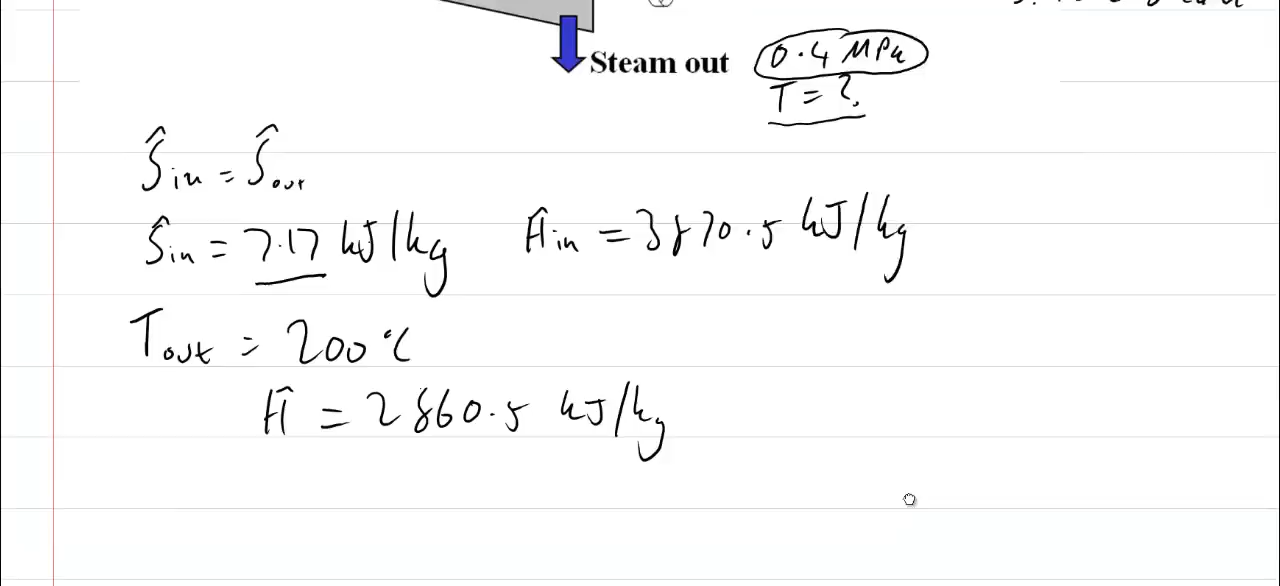 Steam out 0.4 MPa
T = ?
Ŝin = Ŝout
Ŝin = 7.17 kJ/kg Ĥin = 3870.5 kJ/kg
Tout = 200°C
Ĥ = 2860.5 kJ/kg